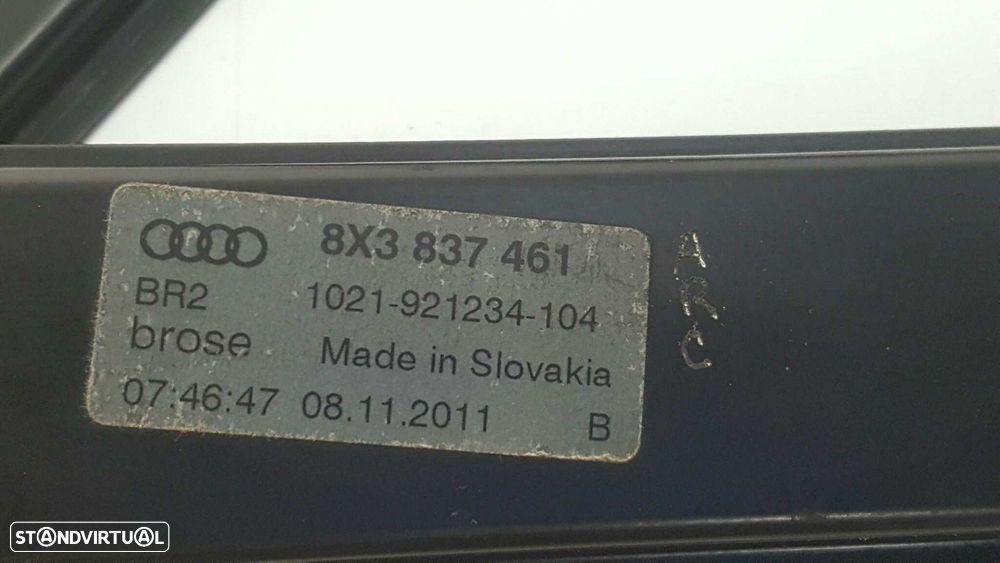 8X3 837 461
BR2 1021-921234-104
brose Made in Slovakia
07:46:47 08.11.2011 B
ARC
STANDVIRTUAL